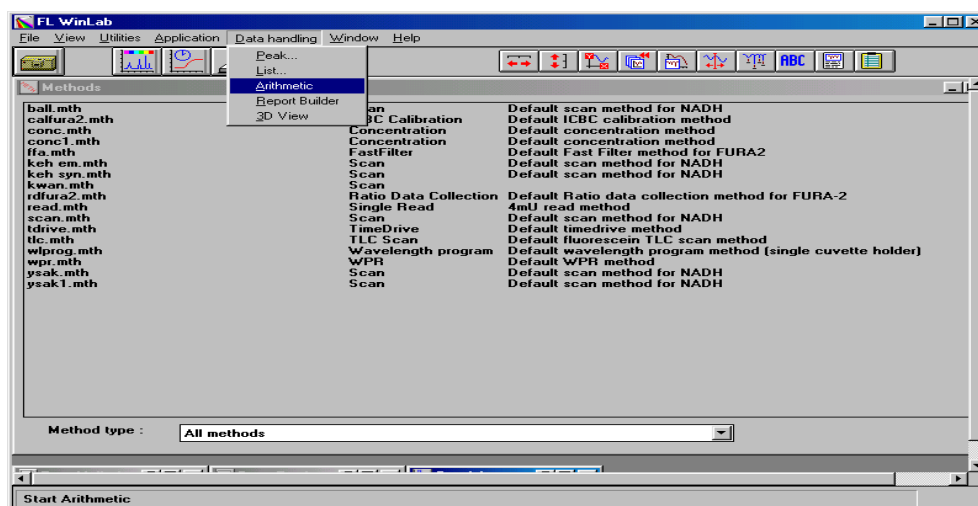 FL WinLab
File View Utilities Application Data handling Window Help
Peak...
List...
Arithmetic
Report Builder
3D View
ABC
Methods
ball.mth an Default scan method for NADH
calfura2.mth BC Calibration Default ICBC calibration method
conc.mth Concentration Default concentration method
conc1.mth Concentration Default concentration method
ffa.mth FastFilter Default Fast Filter method for FURA2
keh em.mth Scan Default scan method for NADH
keh syn.mth Scan Default scan method for NADH
kwan.mth Scan
rdfura2.mth Ratio Data Collection Default Ratio data collection method for FURA-2
read.mth Single Read 4mU read method
scan.mth Scan Default scan method for NADH
tdrive.mth TimeDrive Default timedrive method
tlc.mth TLC Scan Default fluorescein TLC scan method
wlprog.mth Wavelength program Default wavelength program method (single cuvette holder)
wpr.mth WPR Default WPR method
ysak.mth Scan Default scan method for NADH
ysak1.mth Scan Default scan method for NADH
Method type : All methods
Start Arithmetic